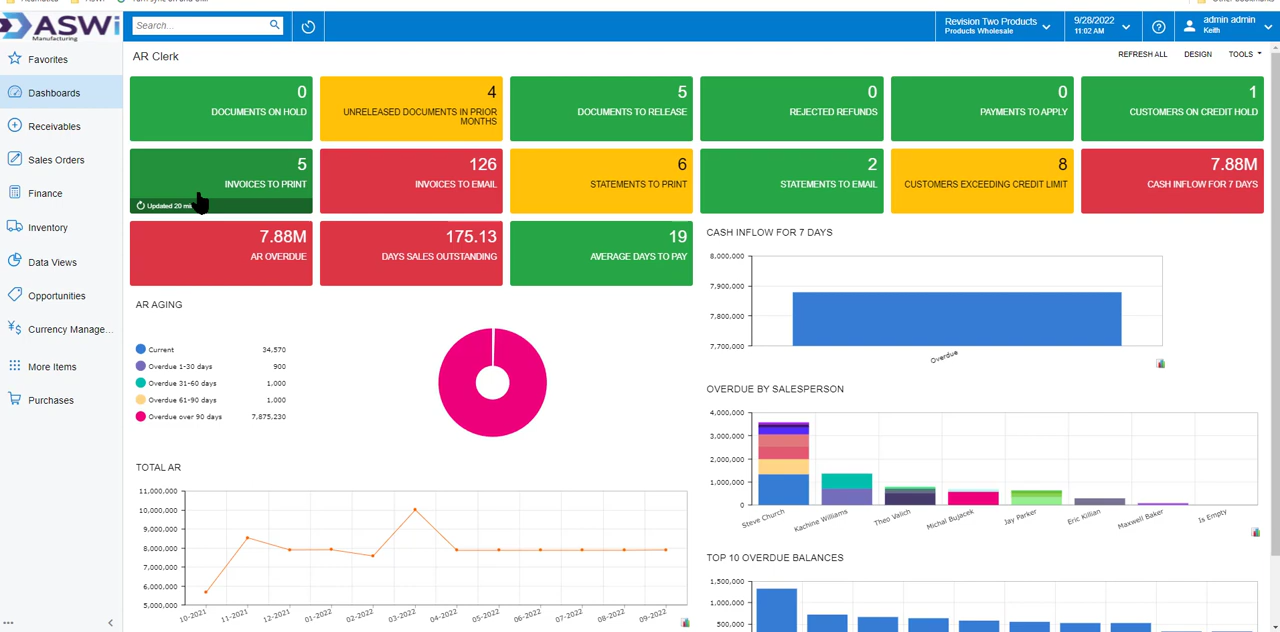 ASWi
Manufacturing
Search...
Revision Two Products
Products Wholesale
9/28/2022
11:02 AM
admin admin
Keith
Favorites
Dashboards
Receivables
Sales Orders
Finance
Inventory
Data Views
Opportunities
Currency Manage...
More Items
Purchases
AR Clerk
REFRESH ALL
DESIGN
TOOLS
0
DOCUMENTS ON HOLD
4
UNRELEASED DOCUMENTS IN PRIOR
MONTHS
5
DOCUMENTS TO RELEASE
0
REJECTED REFUNDS
0
PAYMENTS TO APPLY
1
CUSTOMERS ON CREDIT HOLD
5
INVOICES TO PRINT
Updated 20
126
INVOICES TO EMAIL
6
STATEMENTS TO PRINT
2
STATEMENTS TO EMAIL
8
CUSTOMERS EXCEEDING CREDIT LIMIT
7.88M
CASH INFLOW FOR 7 DAYS
7.88M
AR OVERDUE
175.13
DAYS SALES OUTSTANDING
19
AVERAGE DAYS TO PAY
CASH INFLOW FOR 7 DAYS
8,000,000
7,900,000
7,800,000
7,700,000
Overdue
AR AGING
Current 34,570
Overdue 1-30 days 900
Overdue 31-60 days 1,000
Overdue 61-90 days 1,000
Overdue over 90 days 7,875,230
OVERDUE BY SALESPERSON
4,000,000
3,000,000
2,000,000
1,000,000
0
Steve Church
Kachine Williams
Theo Valich
Michal Bujacek
Jay Parker
Eric Killian
Maxwell Baker
Is Empty
TOTAL AR
11,000,000
10,000,000
9,000,000
8,000,000
7,000,000
6,000,000
5,000,000
10-2021
11-2021
12-2021
01-2022
02-2022
03-2022
04-2022
05-2022
06-2022
07-2022
08-2022
09-2022
TOP 10 OVERDUE BALANCES
1,500,000
1,000,000
500,000